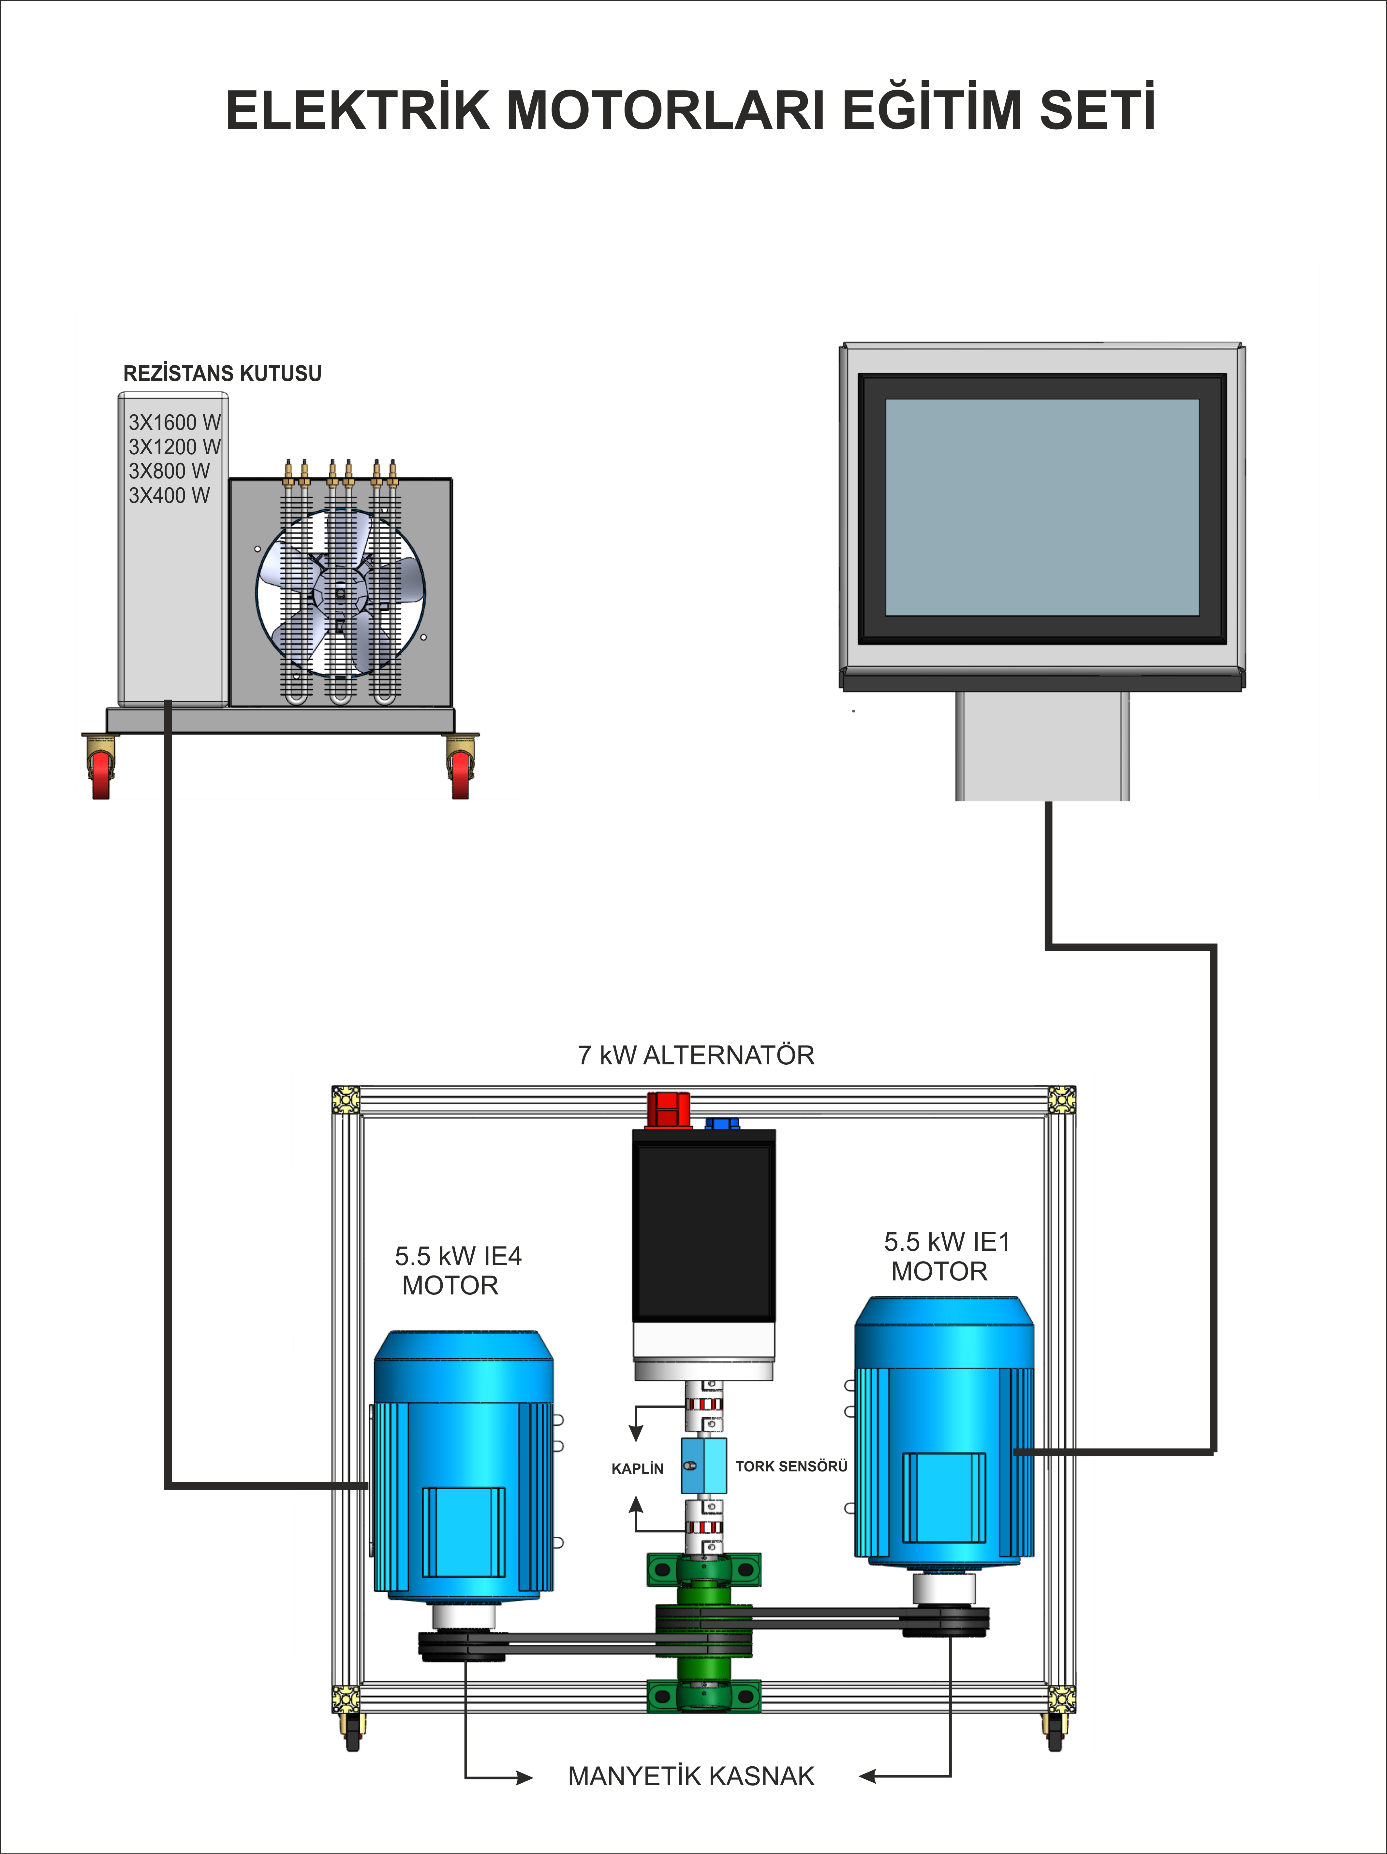 ELEKTRİK MOTORLARI EĞİTİM SETİ
REZİSTANS KUTUSU
3X1600 W
3X1200 W
3X800 W
3X400 W
7 kW ALTERNATÖR
5.5 kW IE4
MOTOR
5.5 kW IE1
MOTOR
KAPLİN
TORK SENSÖRÜ
MANYETİK KASNAK